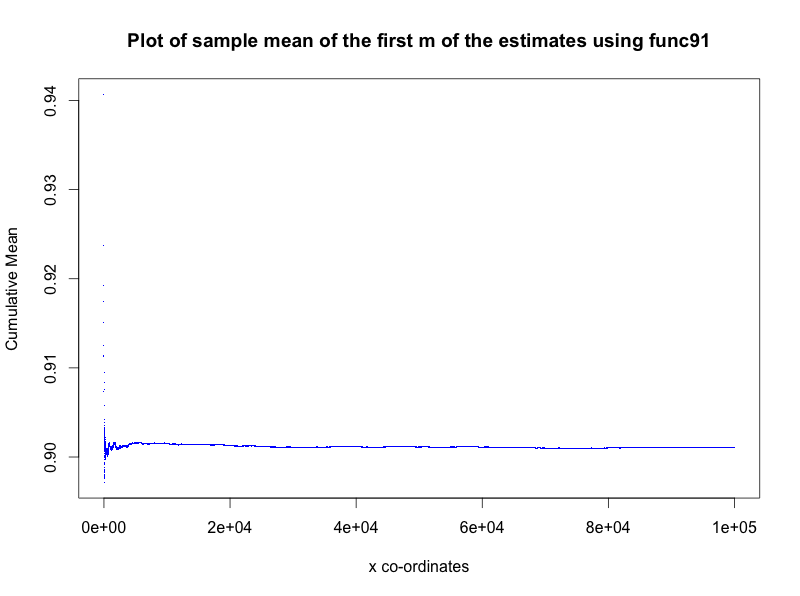 Plot of sample mean of the first m of the estimates using func91
Cumulative Mean
0.94
0.93
0.92
0.91
0.90
0e+00 2e+04 4e+04 6e+04 8e+04 1e+05
x co-ordinates